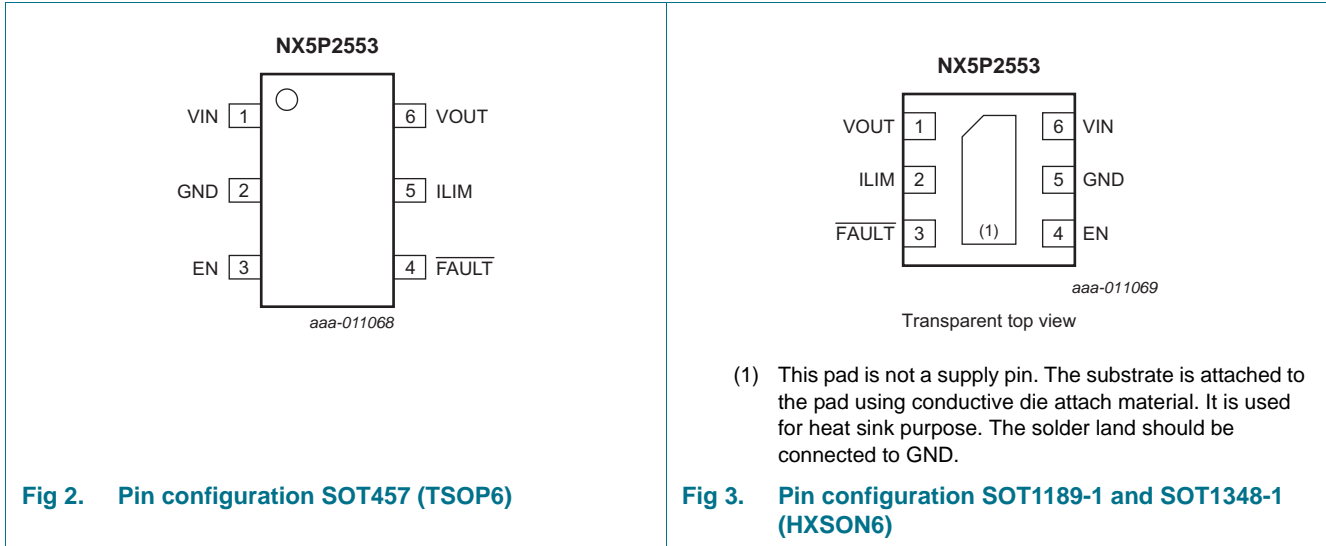 NX5P2553
VIN 1
6 VOUT
GND 2
5 ILIM
EN 3
4 FAULT
aaa-011068
Fig 2. Pin configuration SOT457 (TSOP6)
NX5P2553
VOUT 1
6 VIN
ILIM 2
5 GND
FAULT 3
(1)
4 EN
aaa-011069
Transparent top view
(1) This pad is not a supply pin. The substrate is attached to
the pad using conductive die attach material. It is used
for heat sink purpose. The solder land should be
connected to GND.
Fig 3. Pin configuration SOT1189-1 and SOT1348-1
(HXSON6)